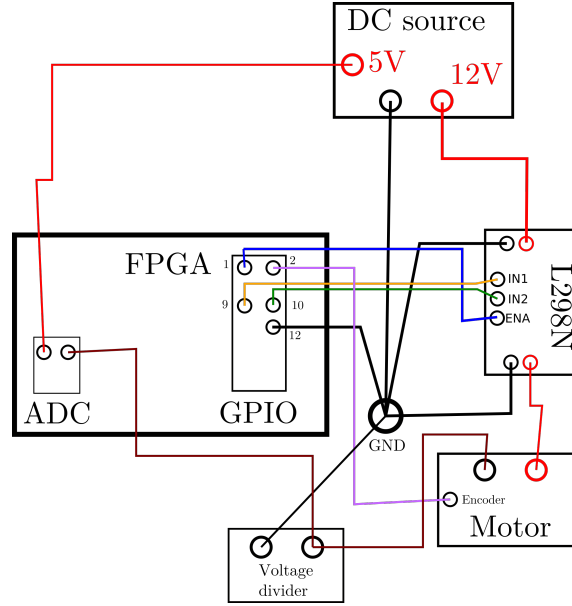 DC source
5V
12V
FPGA
1
2
9
10
12
IN1
IN2
ENA
L298N
ADC
GPIO
GND
Encoder
Motor
Voltage
divider